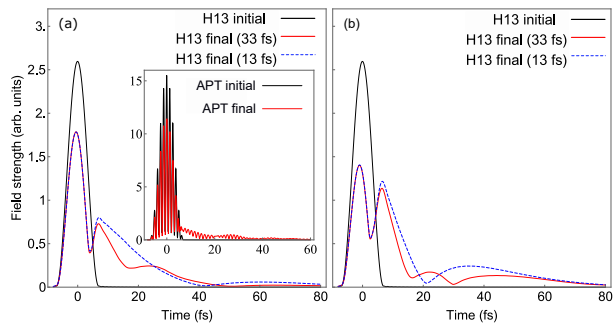 (a)
H13 initial
H13 final (33 fs)
H13 final (13 fs)
Field strength (arb. units)
3.
2.5
2.
1.5
1.
0.5
0
0
20
40
60
80
Time (fs)
APT initial
APT final
15
10
5
0
0
20
40
60
(b)
H13 initial
H13 final (33 fs)
H13 final (13 fs)
0
20
40
60
80
Time (fs)